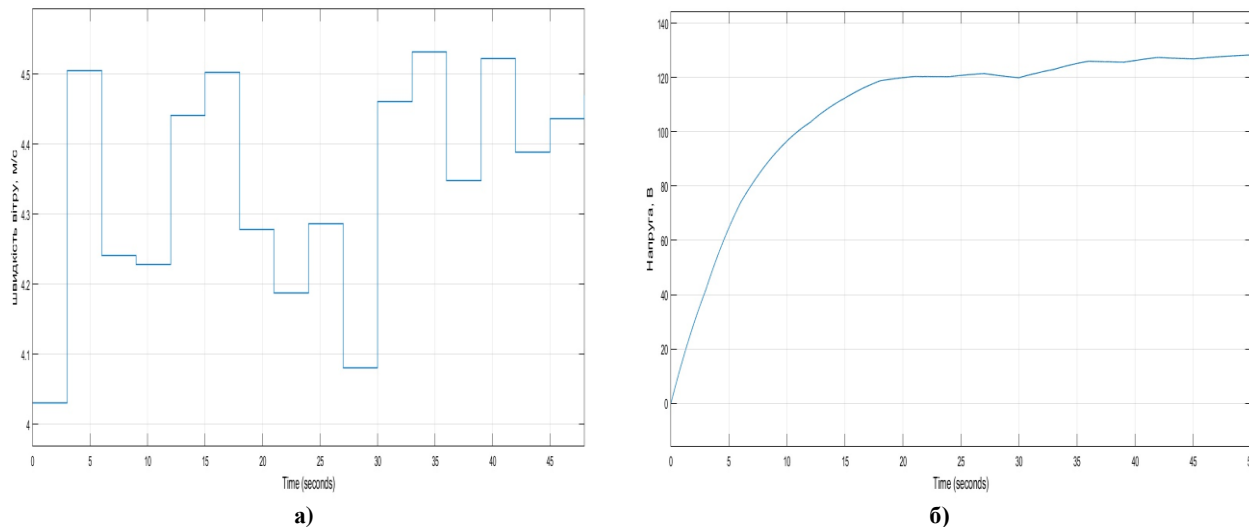 швидкість вітру, м/с
4.5
4.4
4.3
4.2
4.1
4
0 5 10 15 20 25 30 35 40 45
Time (seconds)
а)
Напруга, В
140
120
100
80
60
40
20
0
0 5 10 15 20 25 30 35 40 45 50
Time (seconds)
б)